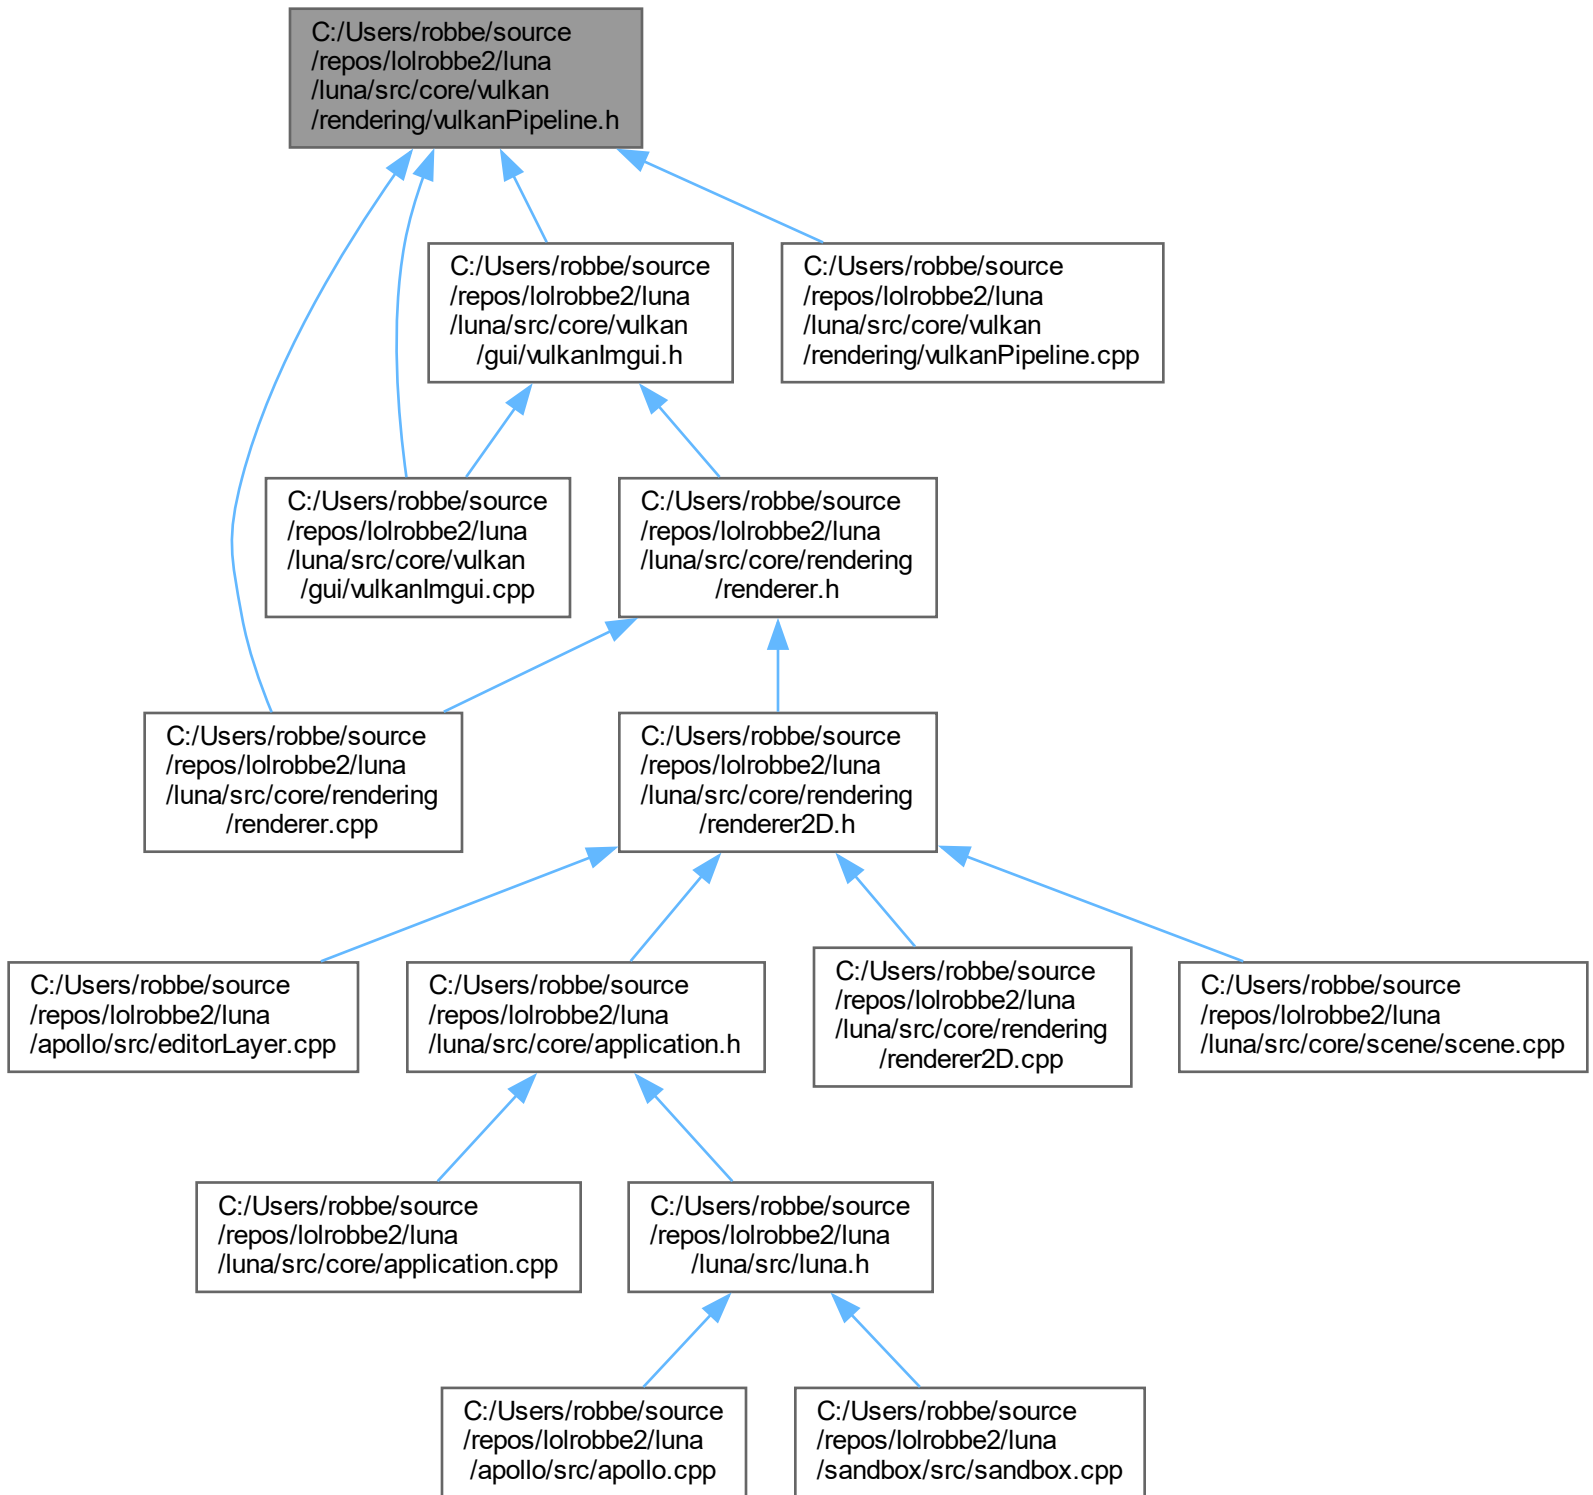 C:/Users/robbe/source
/repos/lolrobbe2/luna
/luna/src/core/vulkan
/rendering/vulkanPipeline.h
C:/Users/robbe/source
/repos/lolrobbe2/luna
/luna/src/core/vulkan
/gui/vulkanImgui.h
C:/Users/robbe/source
/repos/lolrobbe2/luna
/luna/src/core/vulkan
/rendering/vulkanPipeline.cpp
C:/Users/robbe/source
/repos/lolrobbe2/luna
/luna/src/core/vulkan
/gui/vulkanImgui.cpp
C:/Users/robbe/source
/repos/lolrobbe2/luna
/luna/src/core/rendering
/renderer.h
C:/Users/robbe/source
/repos/lolrobbe2/luna
/luna/src/core/rendering
/renderer.cpp
C:/Users/robbe/source
/repos/lolrobbe2/luna
/luna/src/core/rendering
/renderer2D.h
C:/Users/robbe/source
/repos/lolrobbe2/luna
/apollo/src/editorLayer.cpp
C:/Users/robbe/source
/repos/lolrobbe2/luna
/luna/src/core/application.h
C:/Users/robbe/source
/repos/lolrobbe2/luna
/luna/src/core/rendering
/renderer2D.cpp
C:/Users/robbe/source
/repos/lolrobbe2/luna
/luna/src/core/scene/scene.cpp
C:/Users/robbe/source
/repos/lolrobbe2/luna
/luna/src/core/application.cpp
C:/Users/robbe/source
/repos/lolrobbe2/luna
/luna/src/luna.h
C:/Users/robbe/source
/repos/lolrobbe2/luna
/apollo/src/apollo.cpp
C:/Users/robbe/source
/repos/lolrobbe2/luna
/sandbox/src/sandbox.cpp